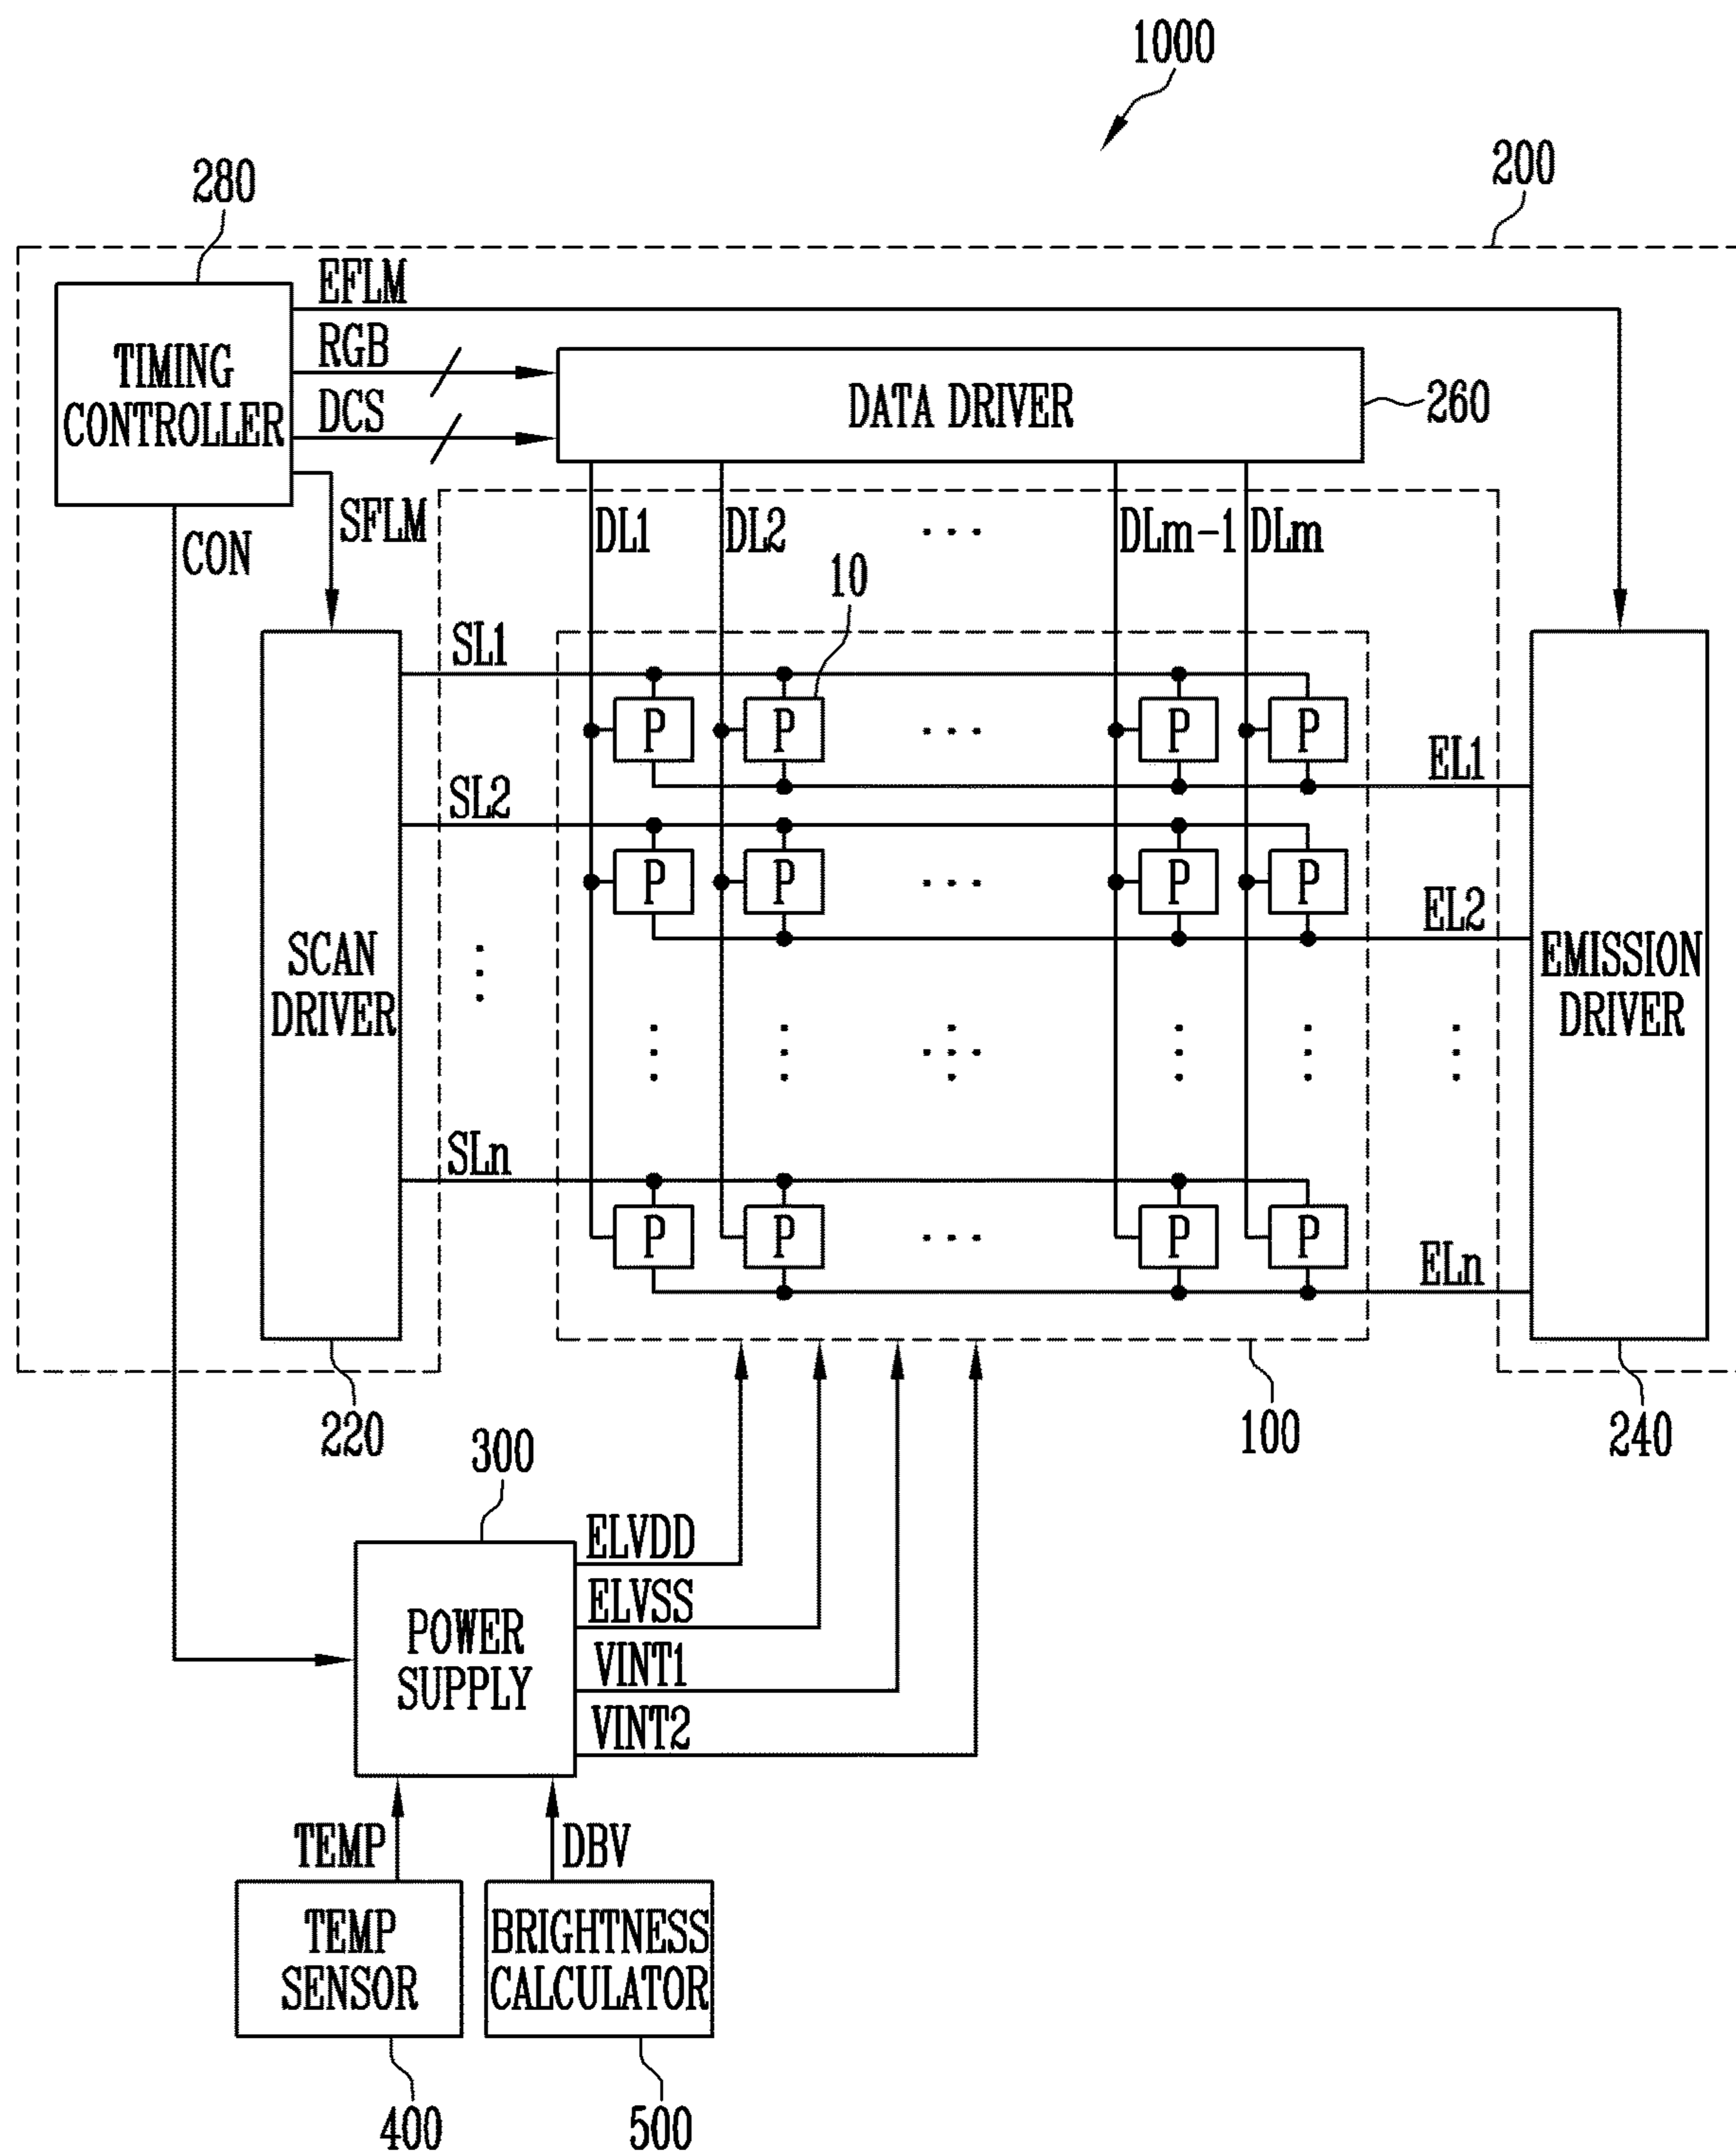 1000
200
280
EFLM
RGB
DCS
TIMING
CONTROLLER
DATA DRIVER
260
SFLM
CON
DL1
DL2
DLm-1
DLm
10
SL1
P P P P
EL1
SL2
P P P P
EL2
SCAN
DRIVER
EMISSION
DRIVER
SLn
P P P P
ELn
220
100
240
300
ELVDD
ELVSS
VINT1
VINT2
POWER
SUPPLY
TEMP
DBV
TEMP
SENSOR
BRIGHTNESS
CALCULATOR
400
500